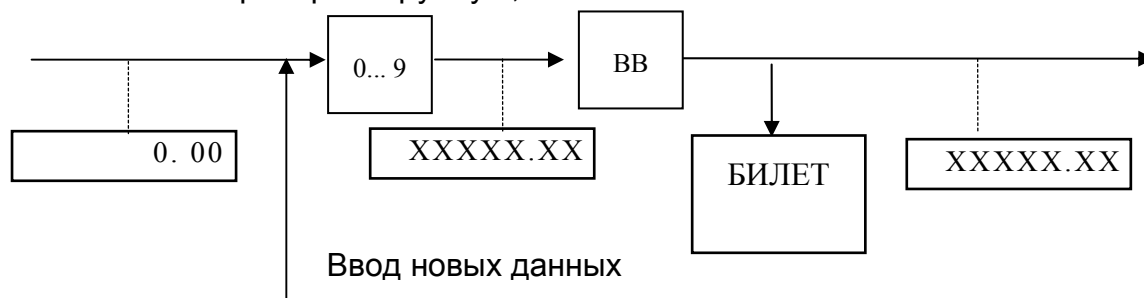 0... 9
ВВ
0. 00
XXXXX.XX
БИЛЕТ
XXXXX.XX
Ввод новых данных